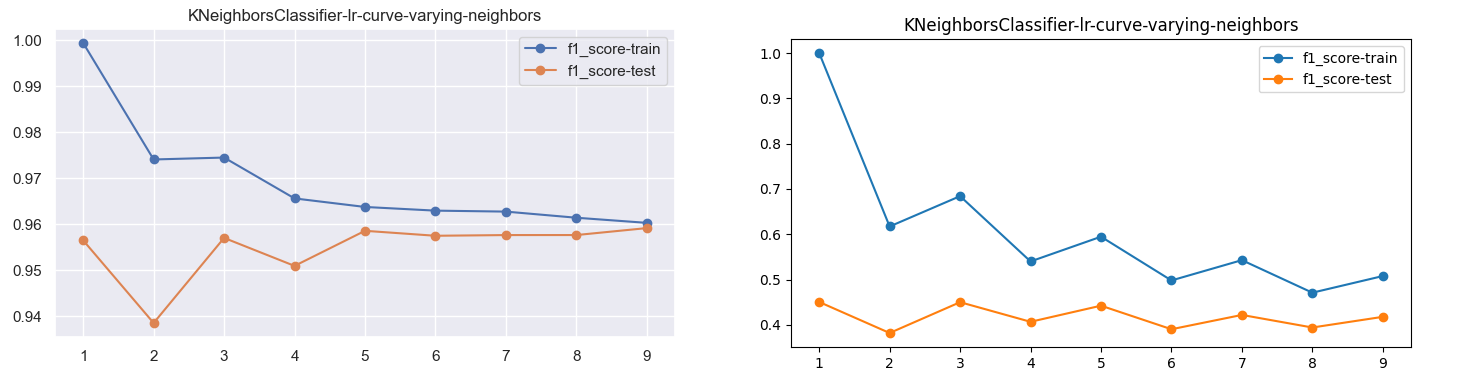 KNeighborsClassifier-lr-curve-varying-neighbors
1.00
0.99
0.98
0.97
0.96
0.95
0.94
f1_score-train
f1_score-test
1 2 3 4 5 6 7 8 9
KNeighborsClassifier-lr-curve-varying-neighbors
1.0
0.9
0.8
0.7
0.6
0.5
0.4
f1_score-train
f1_score-test
1 2 3 4 5 6 7 8 9